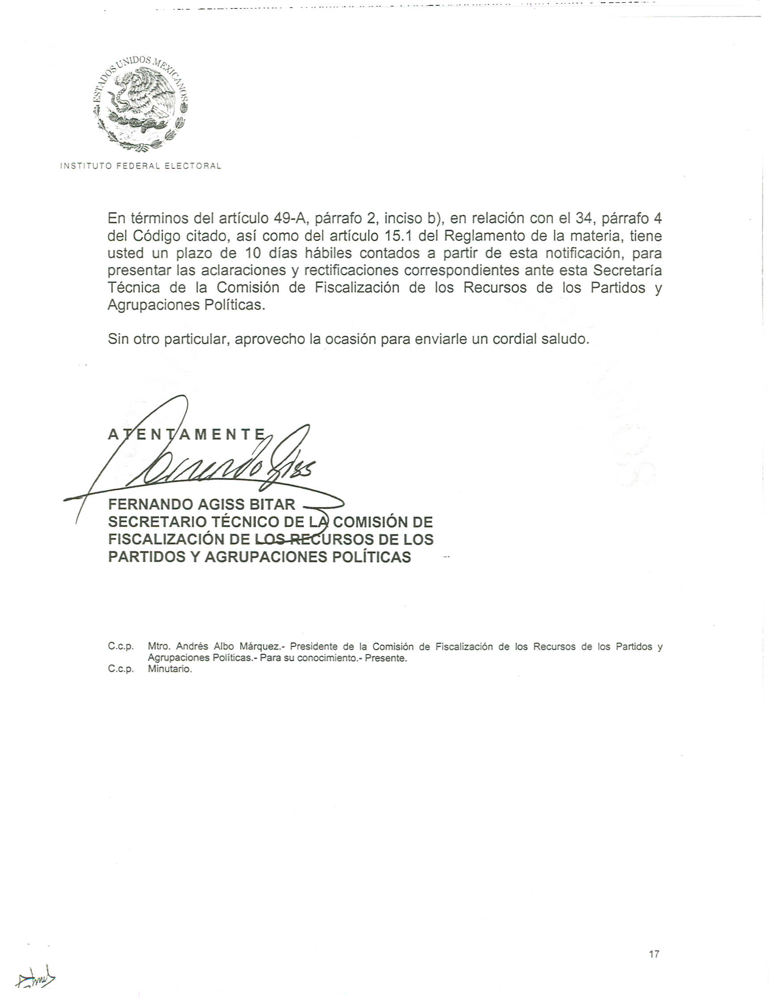 ESTADOS UNIDOS MEXICANOS
INSTITUTO FEDERAL ELECTORAL
En términos del artículo 49-A, párrafo 2, inciso b), en relación con el 34, párrafo 4
del Código citado, así como del artículo 15.1 del Reglamento de la materia, tiene
usted un plazo de 10 días hábiles contados a partir de esta notificación, para
presentar las aclaraciones y rectificaciones correspondientes ante esta Secretaría
Técnica de la Comisión de Fiscalización de los Recursos de los Partidos y
Agrupaciones Políticas.
Sin otro particular, aprovecho la ocasión para enviarle un cordial saludo.
A T E N T A M E N T E
Fernando Agiss
FERNANDO AGISS BITAR
SECRETARIO TÉCNICO DE LA COMISIÓN DE
FISCALIZACIÓN DE LOS RECURSOS DE LOS
PARTIDOS Y AGRUPACIONES POLÍTICAS
C.c.p. Mtro. Andrés Albo Márquez.- Presidente de la Comisión de Fiscalización de los Recursos de los Partidos y
Agrupaciones Políticas.- Para su conocimiento.- Presente.
C.c.p. Minutario.
17